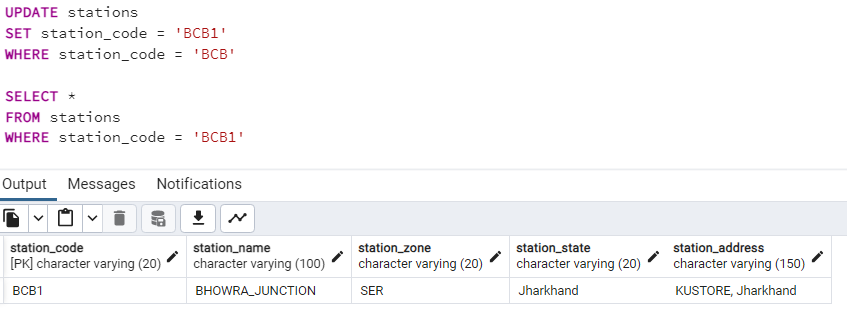 UPDATE stations
SET station_code = 'BCB1'
WHERE station_code = 'BCB'
SELECT *
FROM stations
WHERE station_code = 'BCB1'
Output Messages Notifications
station_code station_name station_zone station_state station_address
[PK] character varying (20) character varying (100) character varying (20) character varying (20) character varying (150)
BCB1 BHOWRA_JUNCTION SER Jharkhand KUSTORE, Jharkhand